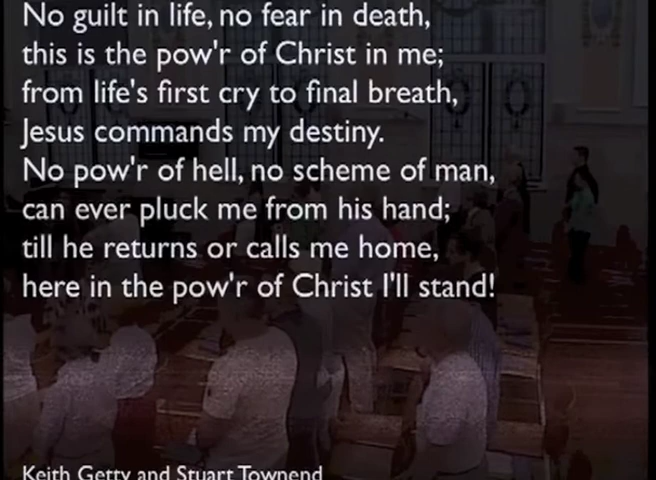 No guilt in life, no fear in death,
this is the pow'r of Christ in me;
from life's first cry to final breath,
Jesus commands my destiny.
No pow'r of hell, no scheme of man,
can ever pluck me from his hand;
till he returns or calls me home,
here in the pow'r of Christ I'll stand!
Keith Getty and Stuart Townend